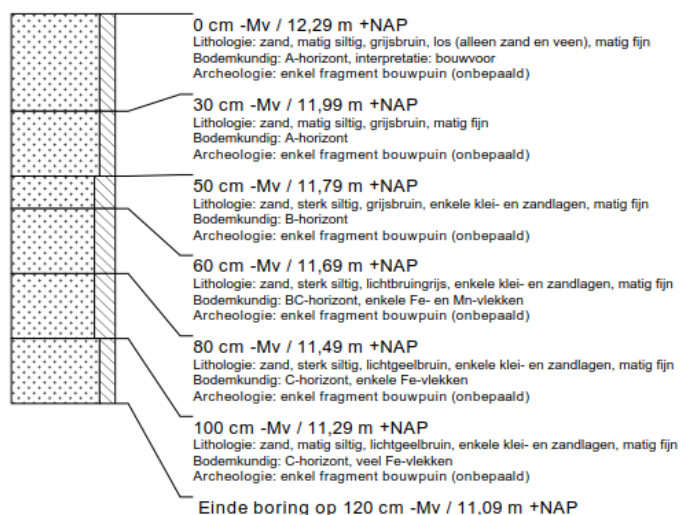 0 cm -Mv / 12,29 m +NAP
Lithologie: zand, matig siltig, grijsbruin, los (alleen zand en veen), matig fijn
Bodemkundig: A-horizont, interpretatie: bouwvoor
Archeologie: enkel fragment bouwpuin (onbepaald)
30 cm -Mv / 11,99 m +NAP
Lithologie: zand, matig siltig, grijsbruin, matig fijn
Bodemkundig: A-horizont
Archeologie: enkel fragment bouwpuin (onbepaald)
50 cm -Mv / 11,79 m +NAP
Lithologie: zand, sterk siltig, grijsbruin, enkele klei- en zandlagen, matig fijn
Bodemkundig: B-horizont
Archeologie: enkel fragment bouwpuin (onbepaald)
60 cm -Mv / 11,69 m +NAP
Lithologie: zand, sterk siltig, lichtbruingrijs, enkele klei- en zandlagen, matig fijn
Bodemkundig: BC-horizont, enkele Fe- en Mn-vlekken
Archeologie: enkel fragment bouwpuin (onbepaald)
80 cm -Mv / 11,49 m +NAP
Lithologie: zand, sterk siltig, lichtgeelbruin, enkele klei- en zandlagen, matig fijn
Bodemkundig: C-horizont, enkele Fe-vlekken
Archeologie: enkel fragment bouwpuin (onbepaald)
100 cm -Mv / 11,29 m +NAP
Lithologie: zand, matig siltig, lichtgeelbruin, enkele klei- en zandlagen, matig fijn
Bodemkundig: C-horizont, veel Fe-vlekken
Archeologie: enkel fragment bouwpuin (onbepaald)
Einde boring op 120 cm -Mv / 11,09 m +NAP